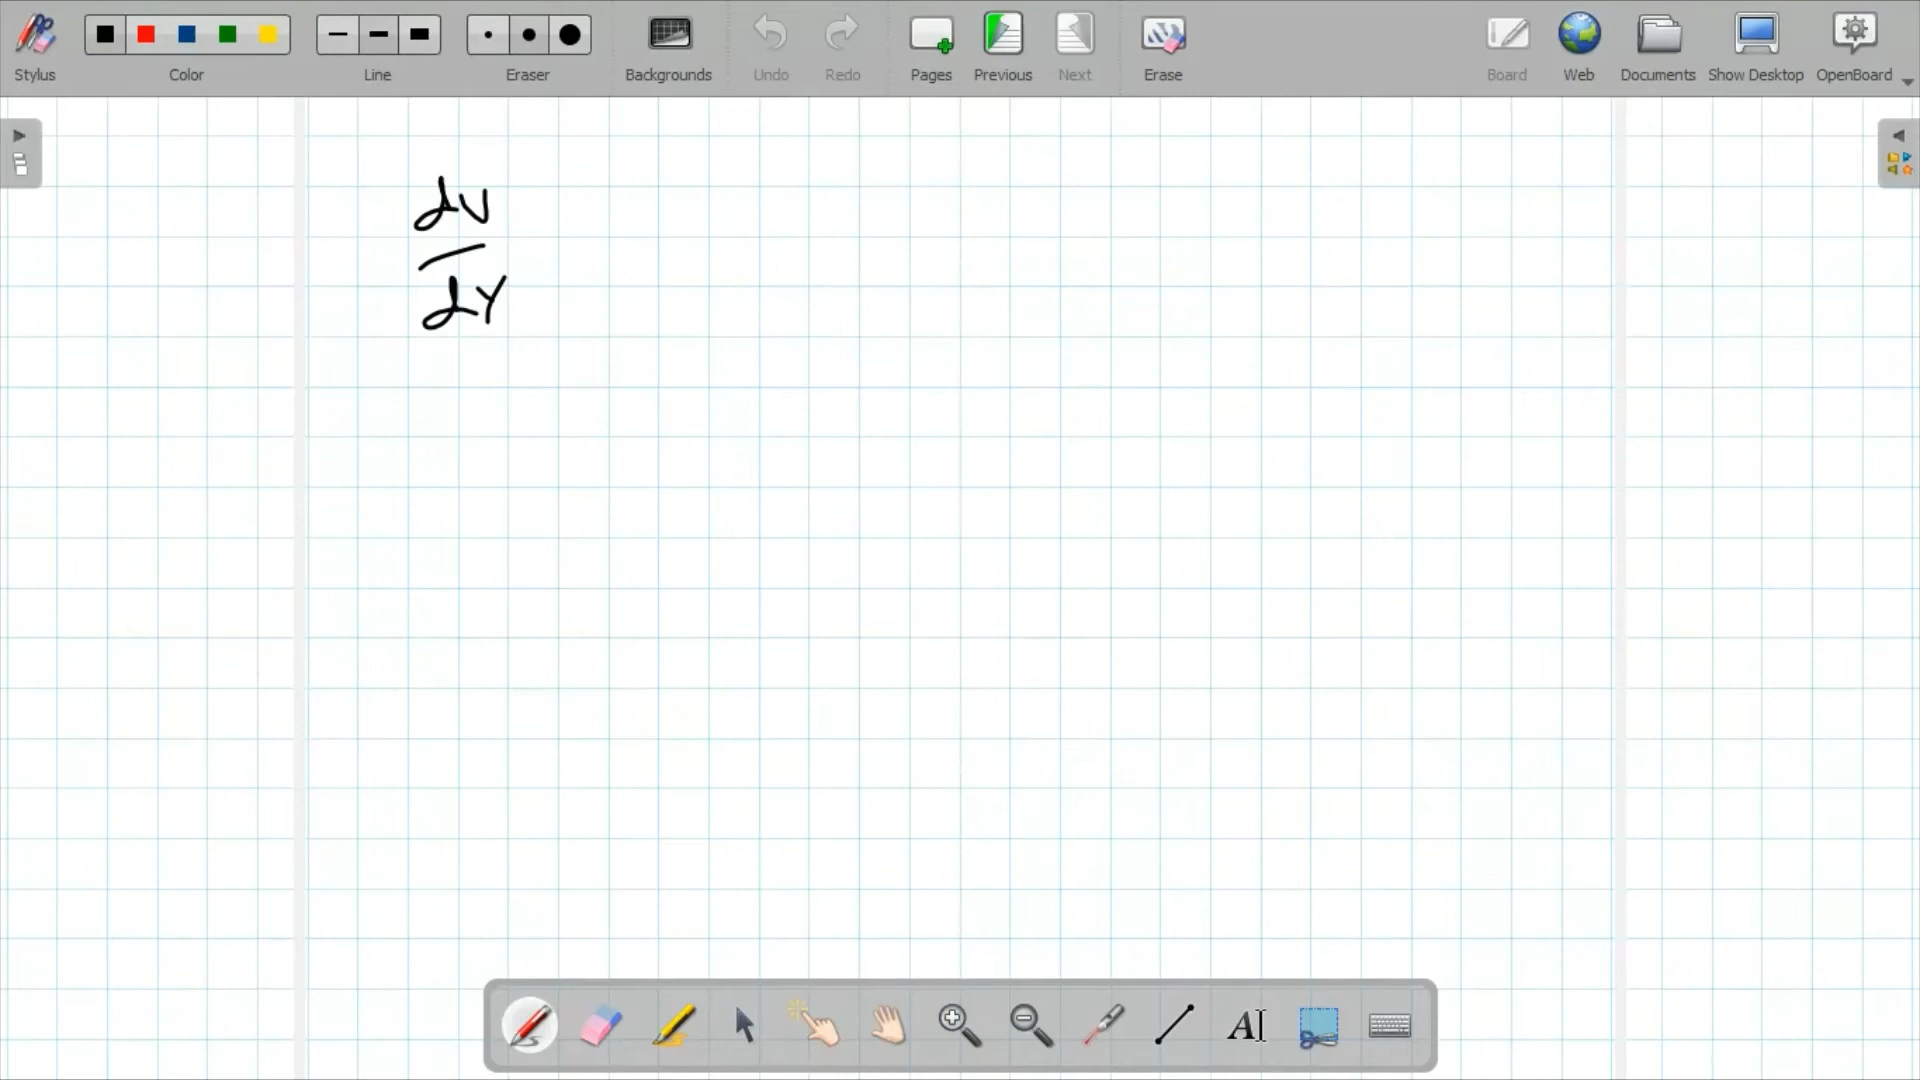 Stylus Color Line Eraser Backgrounds Undo Redo Pages Previous Next Erase Board Web Documents Show Desktop OpenBoard
dv
dy